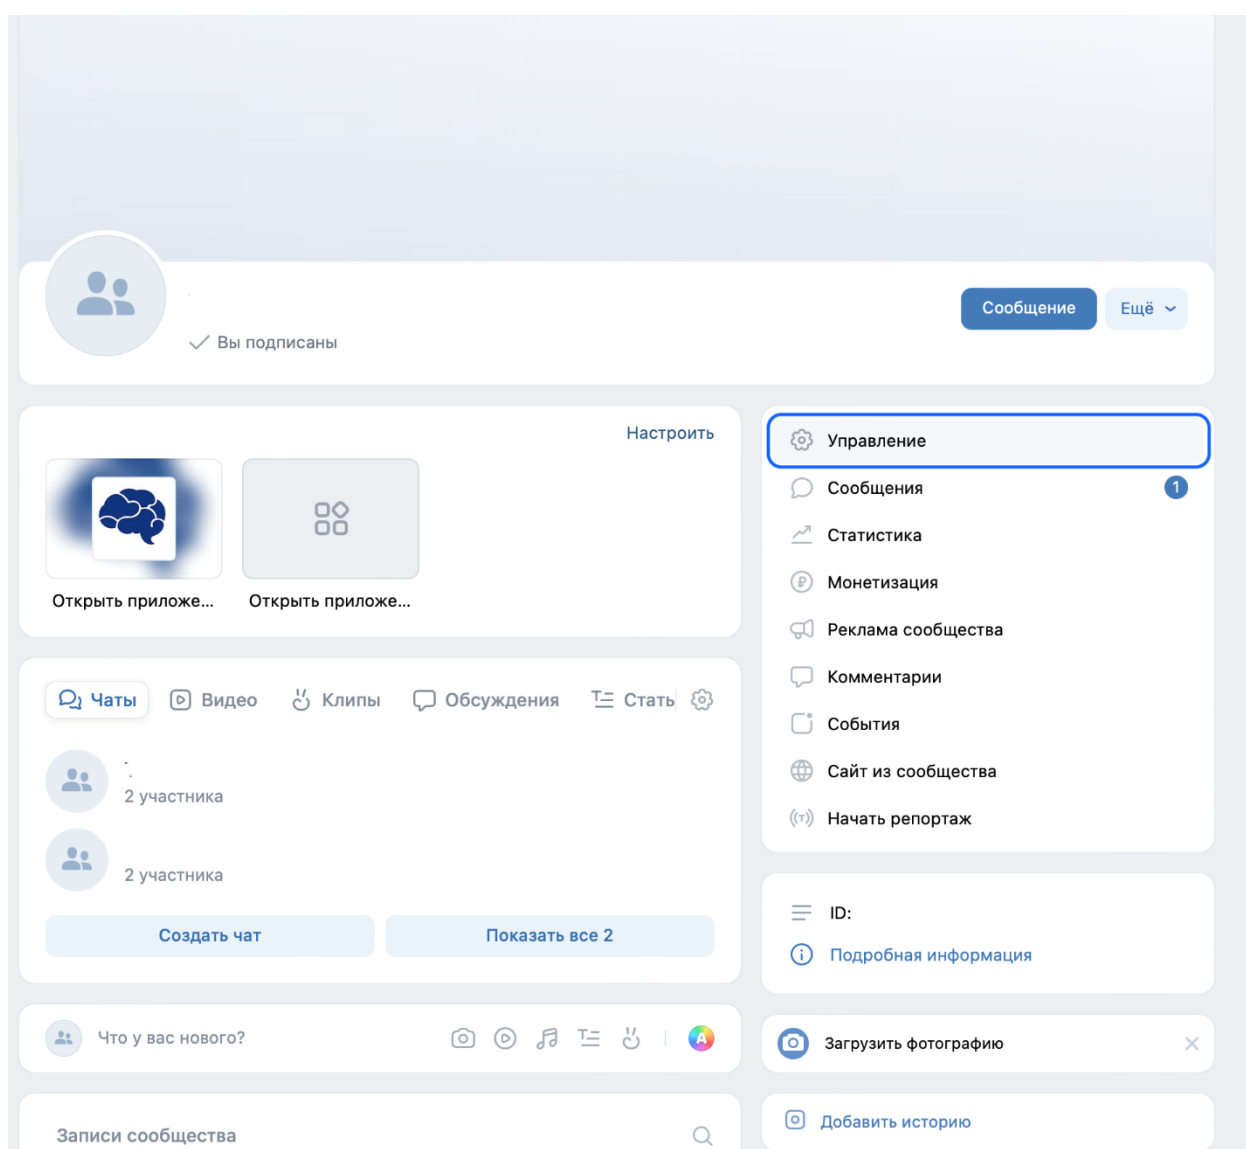 Сообщение
Ещё
Вы подписаны
Настроить
Открыть приложе...
Открыть приложе...
Чаты
Видео
Клипы
Обсуждения
Стать
2 участника
2 участника
Создать чат
Показать все 2
Что у вас нового?
A
Записи сообщества
Управление
Сообщения
1
Статистика
Монетизация
Реклама сообщества
Комментарии
События
Сайт из сообщества
Начать репортаж
ID:
Подробная информация
Загрузить фотографию
Добавить историю